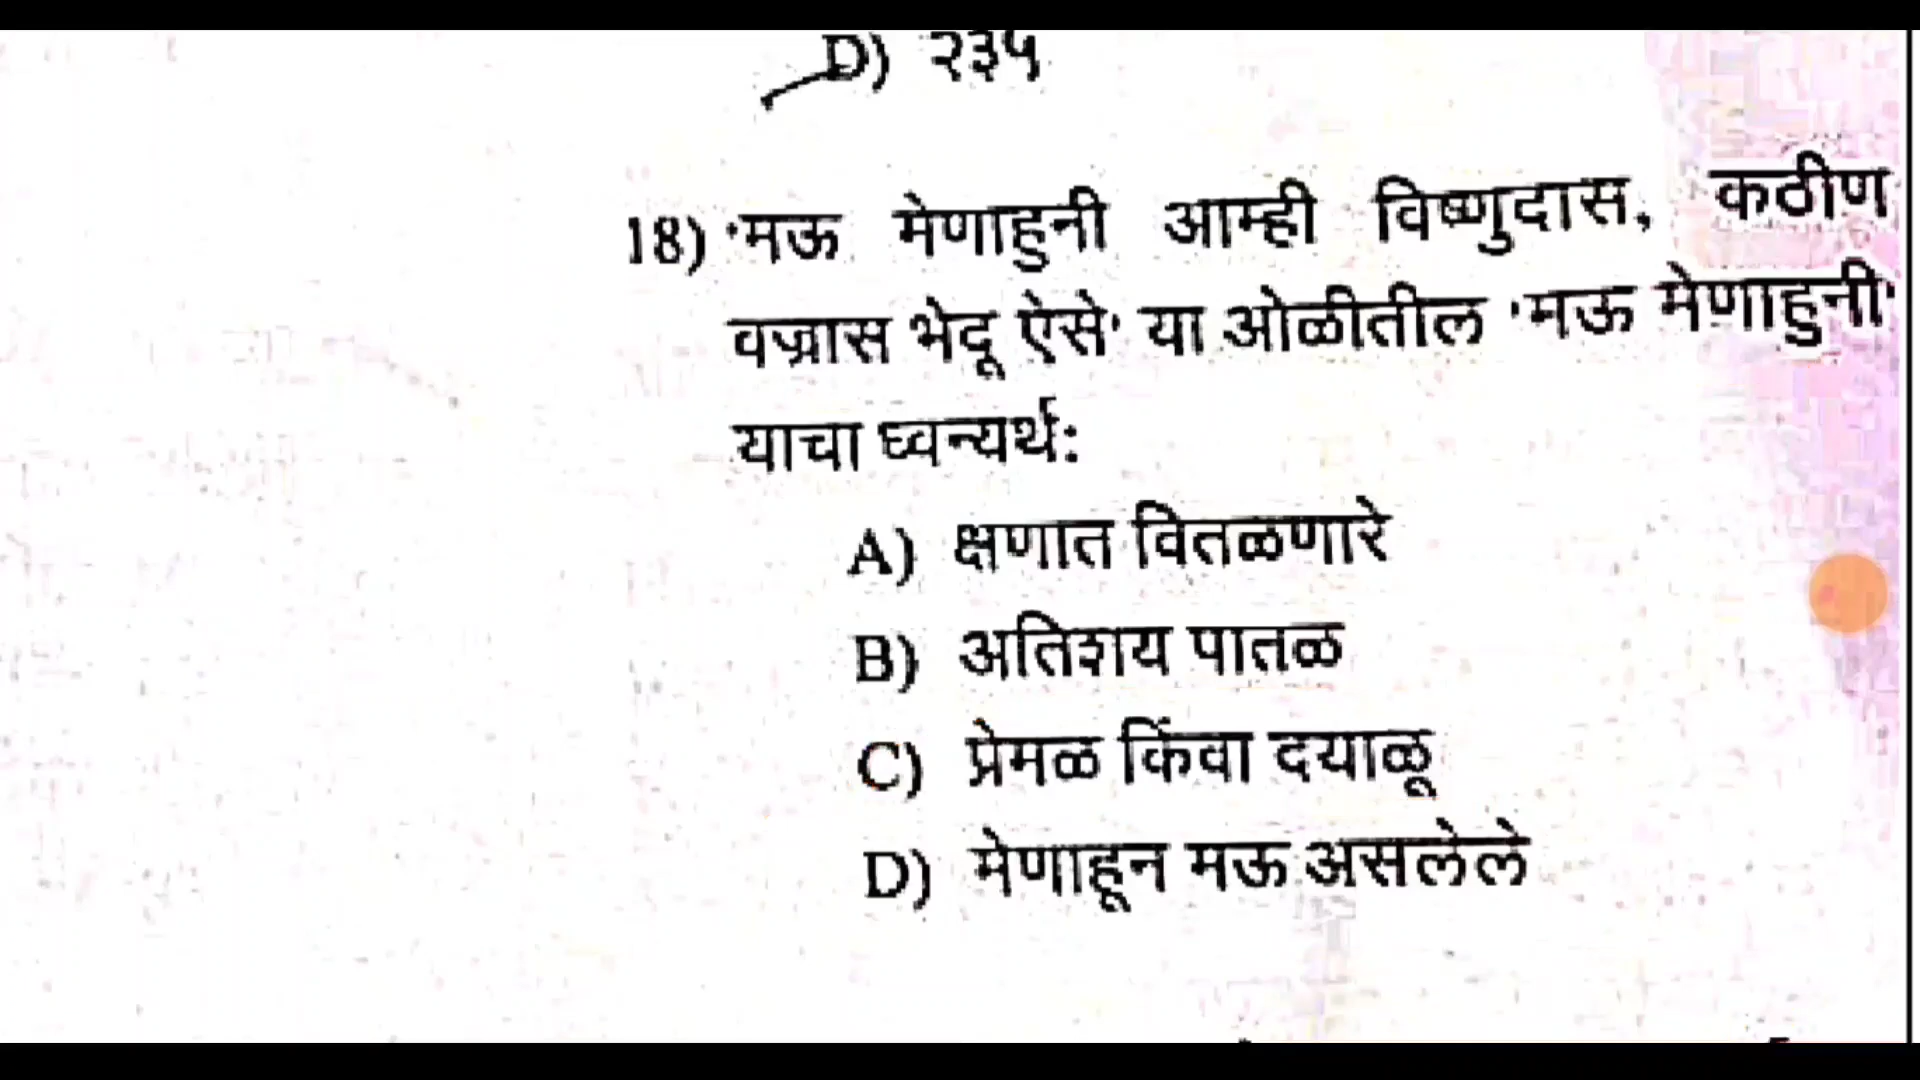 D) २३५
18) 'मऊ मेणाहुनी आम्ही विष्णुदास, कठीण
वज्रास भेदू ऐसे' या ओळीतील 'मऊ मेणाहुनी'
याचा ध्वन्यर्थ:
A) क्षणात वितळणारे
B) अतिशय पातळ
C) प्रेमळ किंवा दयाळू
D) मेणाहून मऊ असलेले